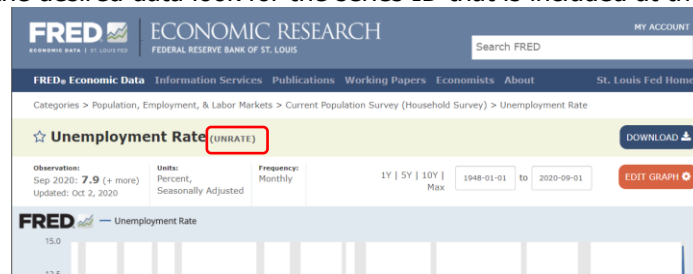 the desired data look for the series ID that is included at th
FRED
ECONOMIC DATA | ST. LOUIS FED
ECONOMIC RESEARCH
FEDERAL RESERVE BANK OF ST. LOUIS
MY ACCOUNT
Search FRED
FRED® Economic Data Information Services Publications Working Papers Economists About St. Louis Fed Home
Categories > Population, Employment, & Labor Markets > Current Population Survey (Household Survey) > Unemployment Rate
Unemployment Rate (UNRATE)
DOWNLOAD
Observation:
Sep 2020: 7.9 (+ more)
Updated: Oct 2, 2020
Units:
Percent,
Seasonally Adjusted
Frequency:
Monthly
1Y | 5Y | 10Y |
Max
1948-01-01 to 2020-09-01
EDIT GRAPH
FRED — Unemployment Rate
15.0
12.5